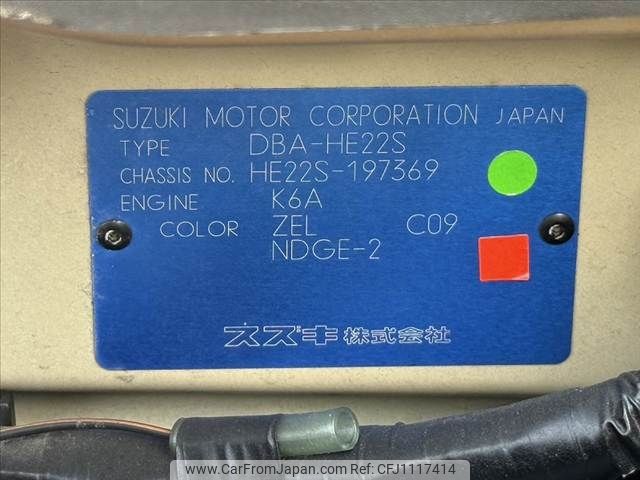 SUZUKI MOTOR CORPORATION JAPAN
TYPE DBA-HE22S
CHASSIS NO. HE22S-197369
ENGINE K6A
COLOR ZEL C09
NDGE-2
スズキ株式会社
www.CarFromJapan.com Ref:CFJ1117414